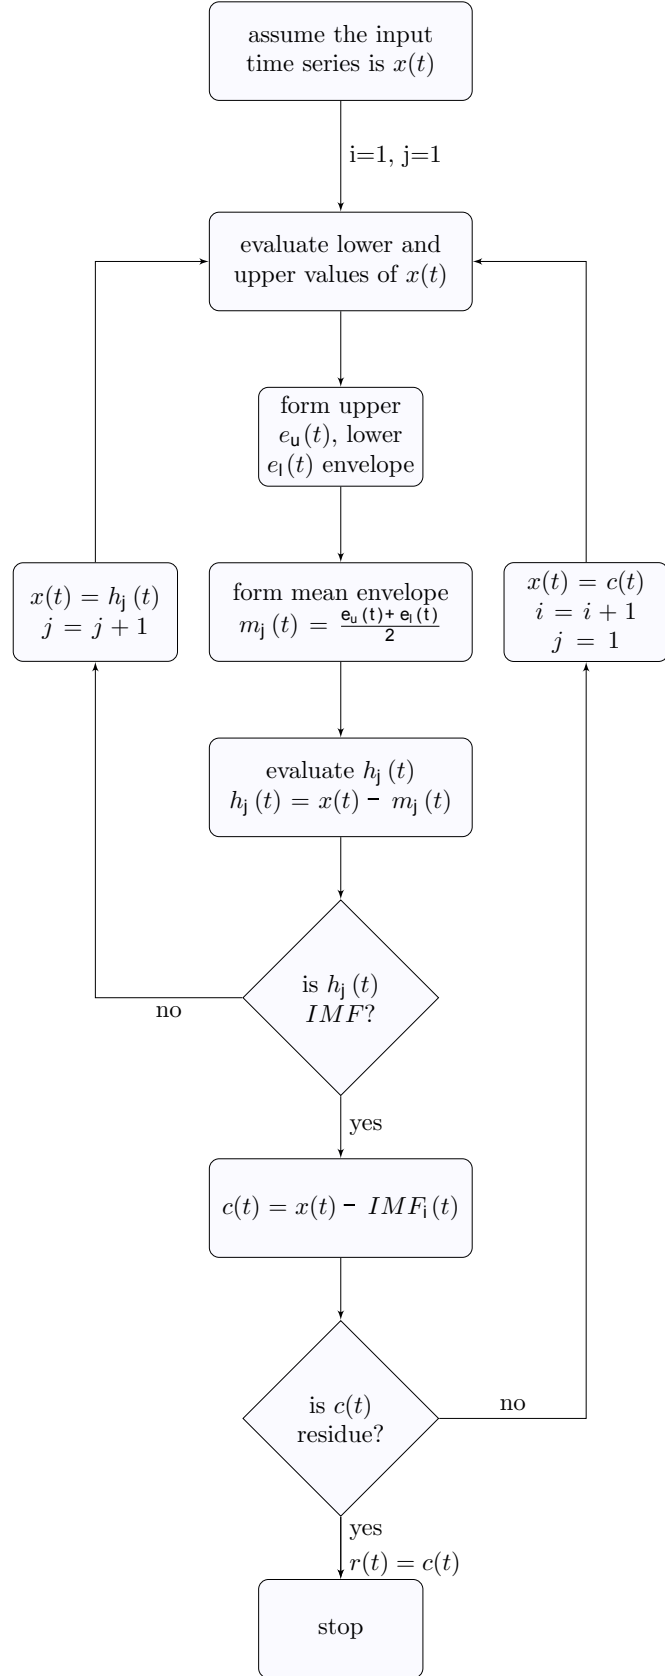 assume the input
time series is x(t)
i=1, j=1
evaluate lower and
upper values of x(t)
form upper
e_u(t), lower
e_l(t) envelope
x(t) = h_j(t)
j = j + 1
form mean envelope
m_j(t) = \frac{e_u(t)+e_l(t)}{2}
x(t) = c(t)
i = i + 1
j = 1
evaluate h_j(t)
h_j(t) = x(t) − m_j(t)
is h_j(t)
IMF?
no
yes
c(t) = x(t) − IMF_i(t)
is c(t)
residue?
no
yes
r(t) = c(t)
stop